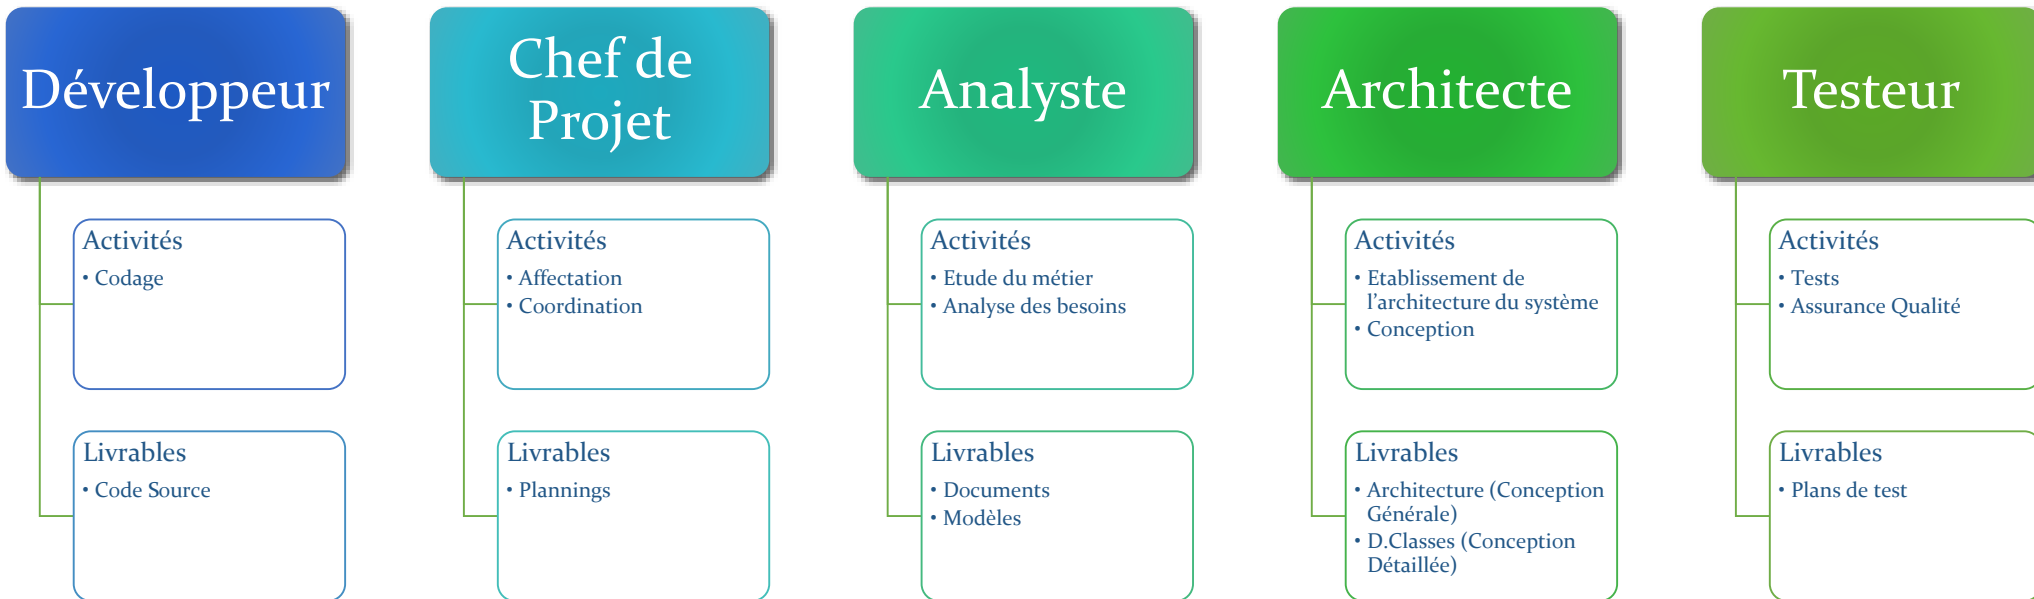 Développeur
Activités
• Codage
Livrables
• Code Source
Chef de
Projet
Activités
• Affectation
• Coordination
Livrables
• Plannings
Analyste
Activités
• Etude du métier
• Analyse des besoins
Livrables
• Documents
• Modèles
Architecte
Activités
• Etablissement de
l'architecture du système
• Conception
Livrables
• Architecture (Conception
Générale)
• D.Classes (Conception
Détaillée)
Testeur
Activités
• Tests
• Assurance Qualité
Livrables
• Plans de test